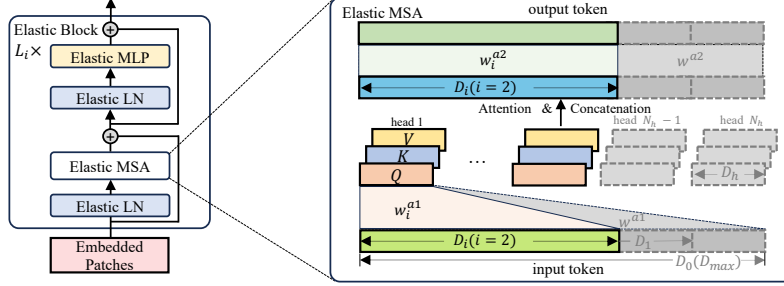 Elastic Block
L_i×
Elastic MLP
Elastic LN
Elastic MSA
Elastic LN
Embedded
Patches
Elastic MSA
output token
w_i^{a2}
w^{a2}
D_i(i = 2)
Attention & Concatenation
head 1
head N_h − 1
head N_h
V
K
Q
...
D_h
w_i^{a1}
w^{a1}
D_i(i = 2)
D_1
input token
D_0(D_{max})